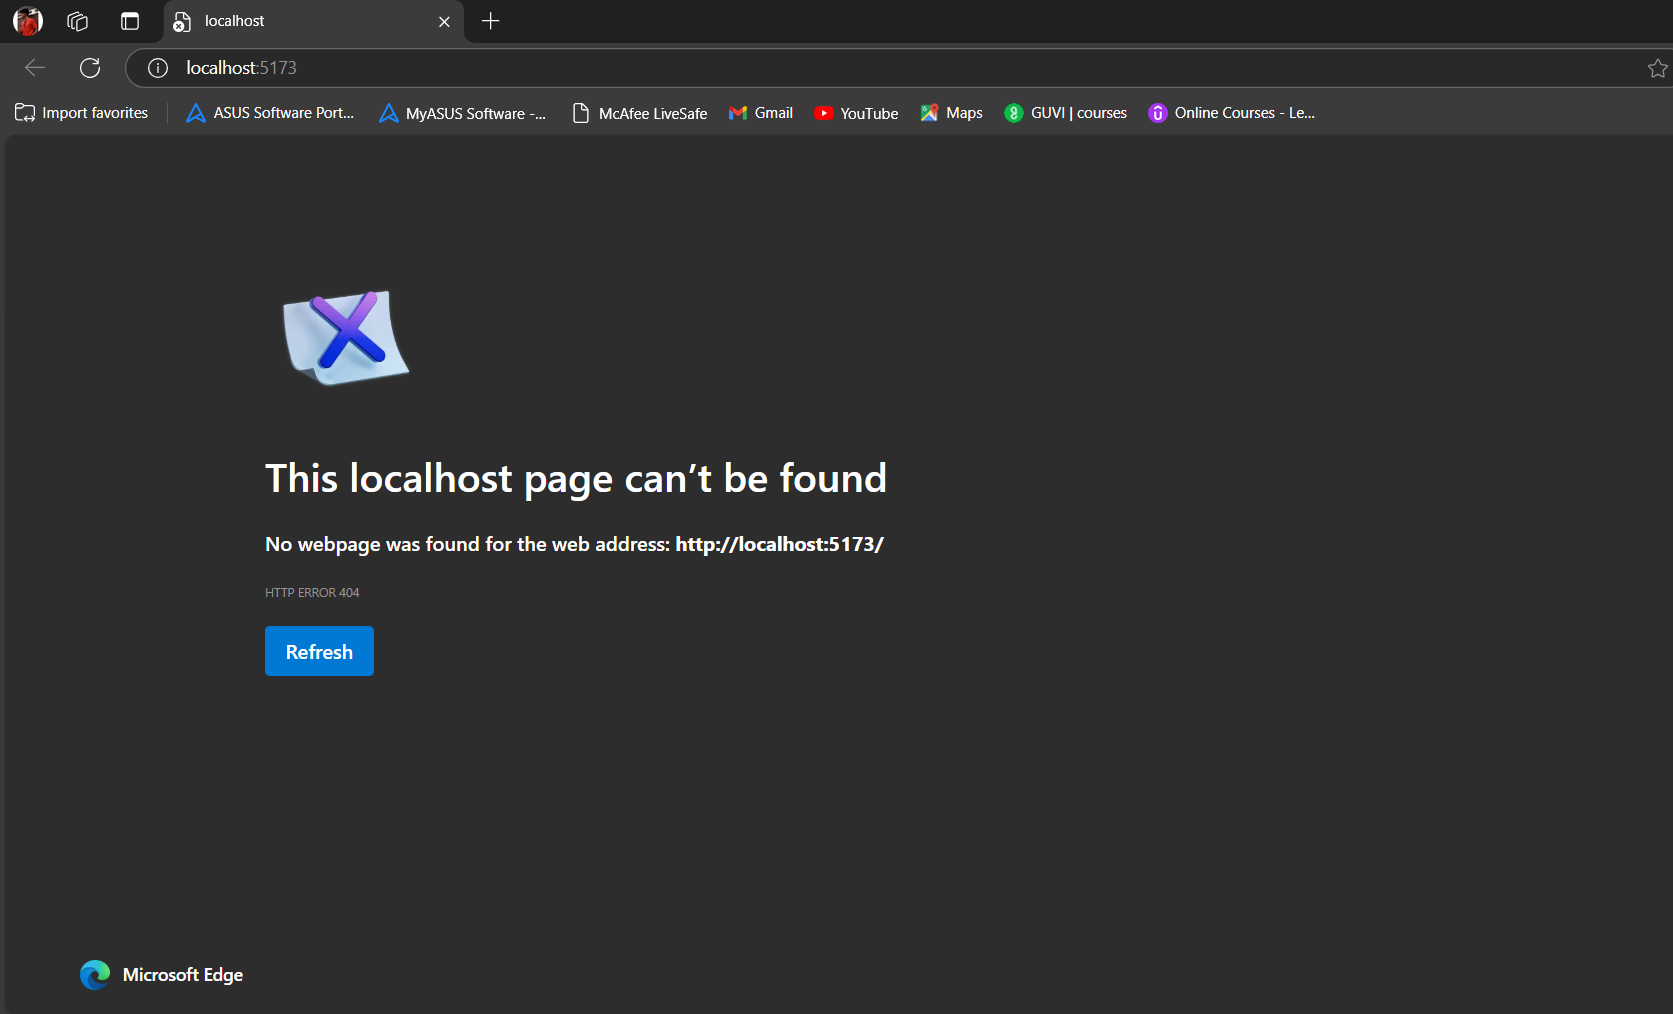 localhost
localhost:5173
Import favorites
ASUS Software Port...
MyASUS Software -...
McAfee LiveSafe
Gmail
YouTube
Maps
GUVI | courses
Online Courses - Le...
This localhost page can’t be found
No webpage was found for the web address: http://localhost:5173/
HTTP ERROR 404
Refresh
Microsoft Edge